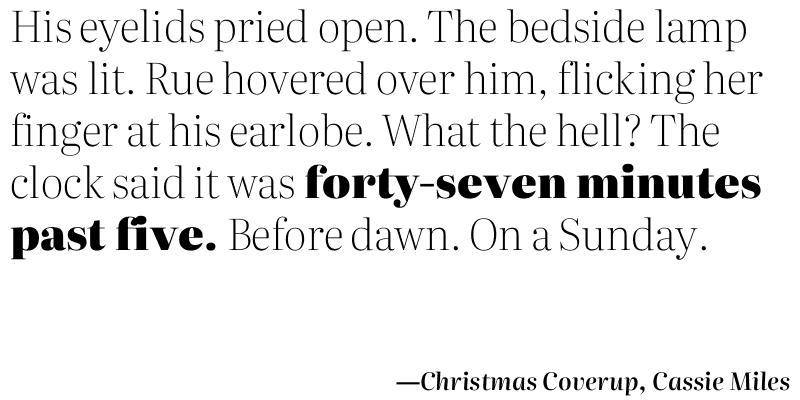 His eyelids pried open. The bedside lamp
was lit. Rue hovered over him, flicking her
finger at his earlobe. What the hell? The
clock said it was forty-seven minutes
past five. Before dawn. On a Sunday.
—Christmas Coverup, Cassie Miles